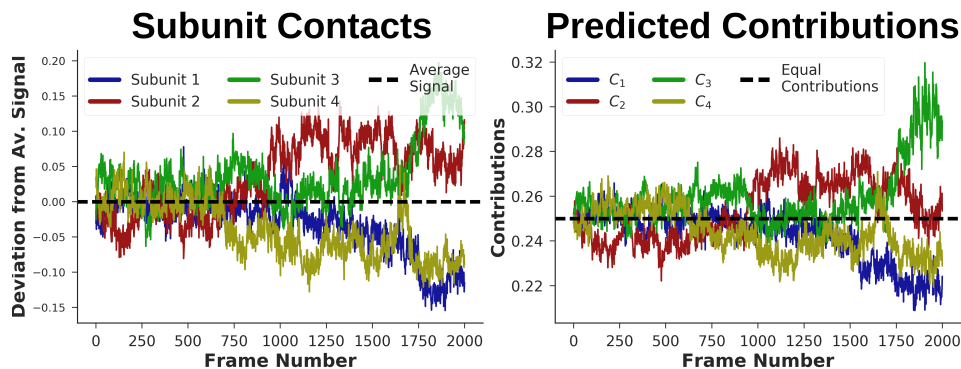 Subunit Contacts
Deviation from Av. Signal
0.20
0.15
0.10
0.05
0.00
−0.05
−0.10
−0.15
Subunit 1
Subunit 2
Subunit 3
Subunit 4
Average
Signal
0 250 500 750 1000 1250 1500 1750 2000
Frame Number
Predicted Contributions
Contributions
0.32
0.30
0.28
0.26
0.24
0.22
C1
C2
C3
C4
Equal
Contributions
0 250 500 750 1000 1250 1500 1750 2000
Frame Number